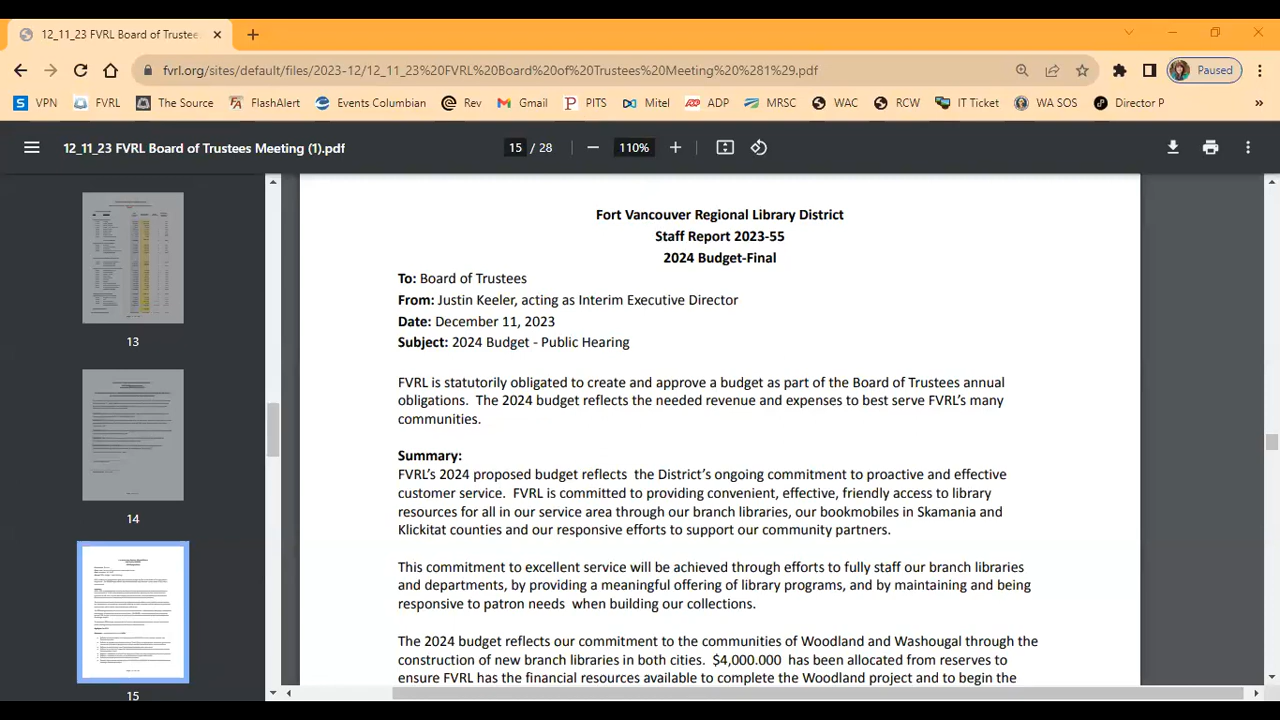 12_11_23 FVRL Board of Trustee
fvrl.org/sites/default/files/2023-12/12_11_23%20FVRL%20Board%20of%20Trustees%20Meeting%20%281%29.pdf
Paused
VPN FVRL The Source FlashAlert Events Columbian Rev Gmail PITS Mitel ADP MRSC WAC RCW IT Ticket WA SOS Director P »
12_11_23 FVRL Board of Trustees Meeting (1).pdf
15 / 28
110%
13
14
15
Fort Vancouver Regional Library District
Staff Report 2023-55
2024 Budget-Final
To: Board of Trustees
From: Justin Keeler, acting as Interim Executive Director
Date: December 11, 2023
Subject: 2024 Budget - Public Hearing
FVRL is statutorily obligated to create and approve a budget as part of the Board of Trustees annual
obligations.  The 2024 budget reflects the needed revenue and expenses to best serve FVRL's many
communities.
Summary:
FVRL's 2024 proposed budget reflects  the District's ongoing commitment to proactive and effective
customer service.  FVRL is committed to providing convenient, effective, friendly access to library
resources for all in our service area through our branch libraries, our bookmobiles in Skamania and
Klickitat counties and our responsive efforts to support our community partners.
This commitment to excellent service will be achieved through efforts to fully staff our branch libraries
and departments, by providing a meaningful offering of library programs, and by maintaining and being
responsive to patron needs  when building our collections.
The 2024 budget reflects our commitment to the communities of Woodland and Washougal through the
construction of new branch libraries in both cities.  $4,000.000  has been allocated from reserves to
ensure FVRL has the financial resources available to complete the Woodland project and to begin the